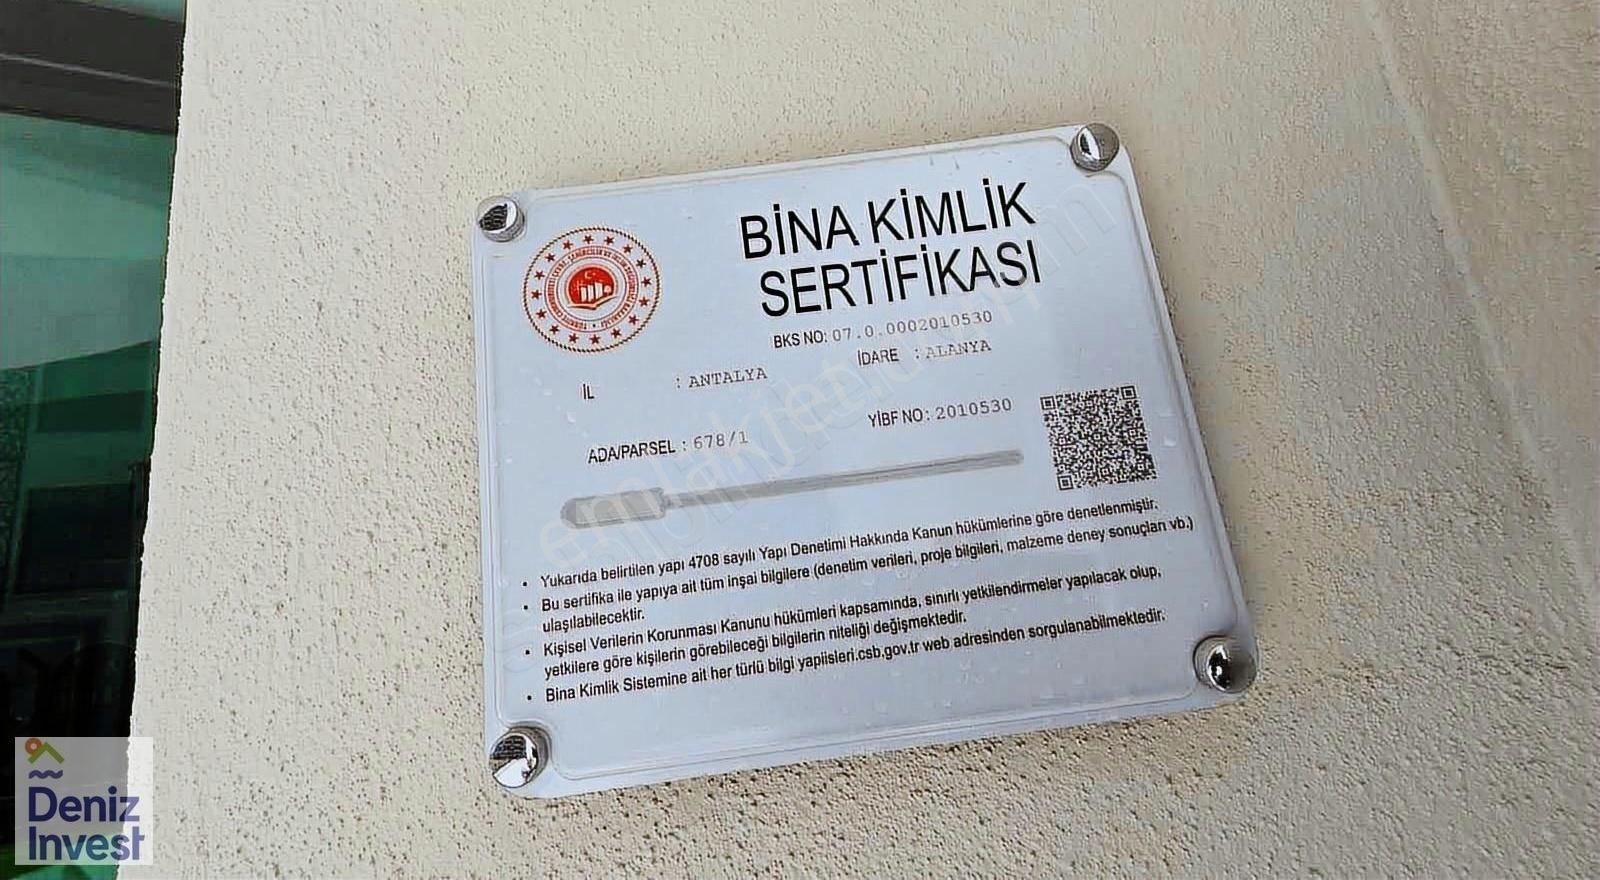 BİNA KİMLİK
SERTİFİKASI
BKS NO: 07.0.0002010530
İL : ANTALYA
İDARE : ALANYA
ADA/PARSEL : 678/1
YİBF NO: 2010530
• Yukarıda belirtilen yapı 4708 sayılı Yapı Denetimi Hakkında Kanun hükümlerine göre denetlenmiştir.
• Bu sertifika ile yapıya ait tüm inşai bilgilere (denetim verileri, proje bilgileri, malzeme deney sonuçları vb.)
ulaşılabilecektir.
• Kişisel Verilerin Korunması Kanunu hükümleri kapsamında, sınırlı yetkilendirmeler yapılacak olup,
yetkilere göre kişilerin görebileceği bilgilerin niteliği değişmektedir.
• Bina Kimlik Sistemine ait her türlü bilgi yapiisleri.csb.gov.tr web adresinden sorgulanabilmektedir.
Deniz
Invest